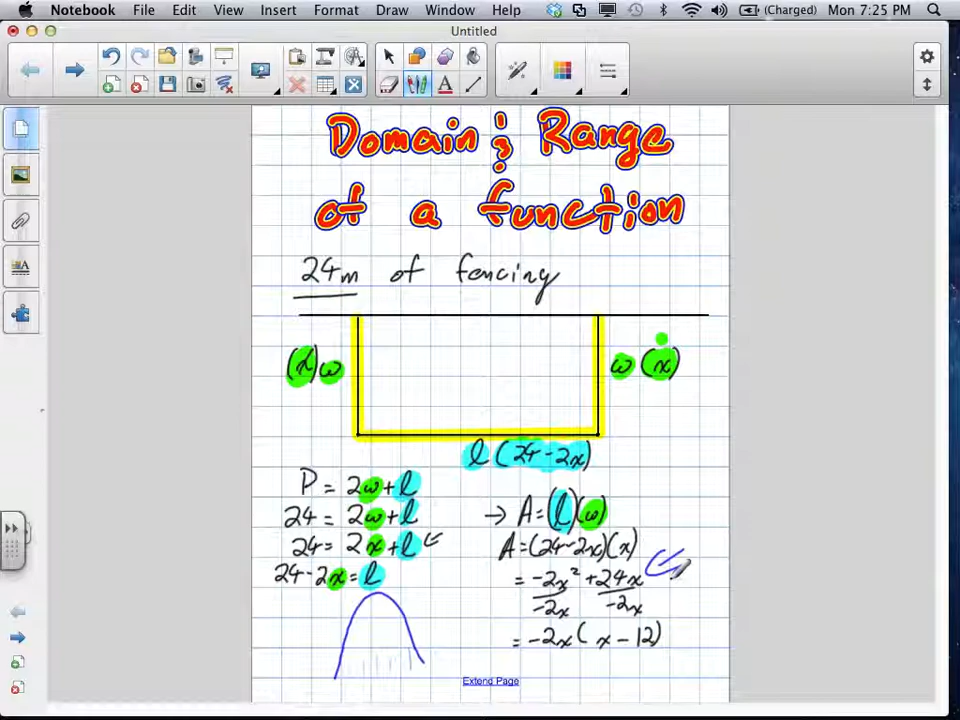 Notebook File Edit View Insert Format Draw Window Help (Charged) Mon 7:25 PM
Untitled
Domain & Range
of a function
24m of fencing
(x) w w (x)
l (24-2x)
P = 2w+l
24 = 2w+l
24 = 2x+l
24-2x=l
→ A=(l)(w)
A=(24-2x)(x)
= -2x² +24x
-2x -2x
= -2x( x-12)
Extend Page